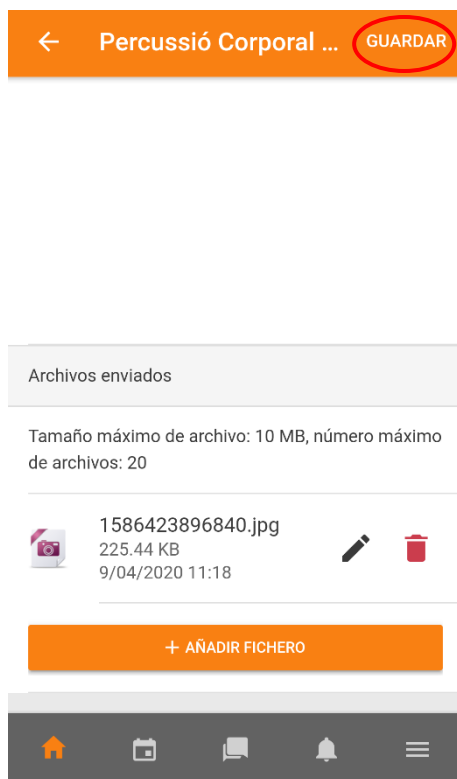 Percussió Corporal ... GUARDAR
Archivos enviados
Tamaño máximo de archivo: 10 MB, número máximo
de archivos: 20
1586423896840.jpg
225.44 KB
9/04/2020 11:18
+ AÑADIR FICHERO